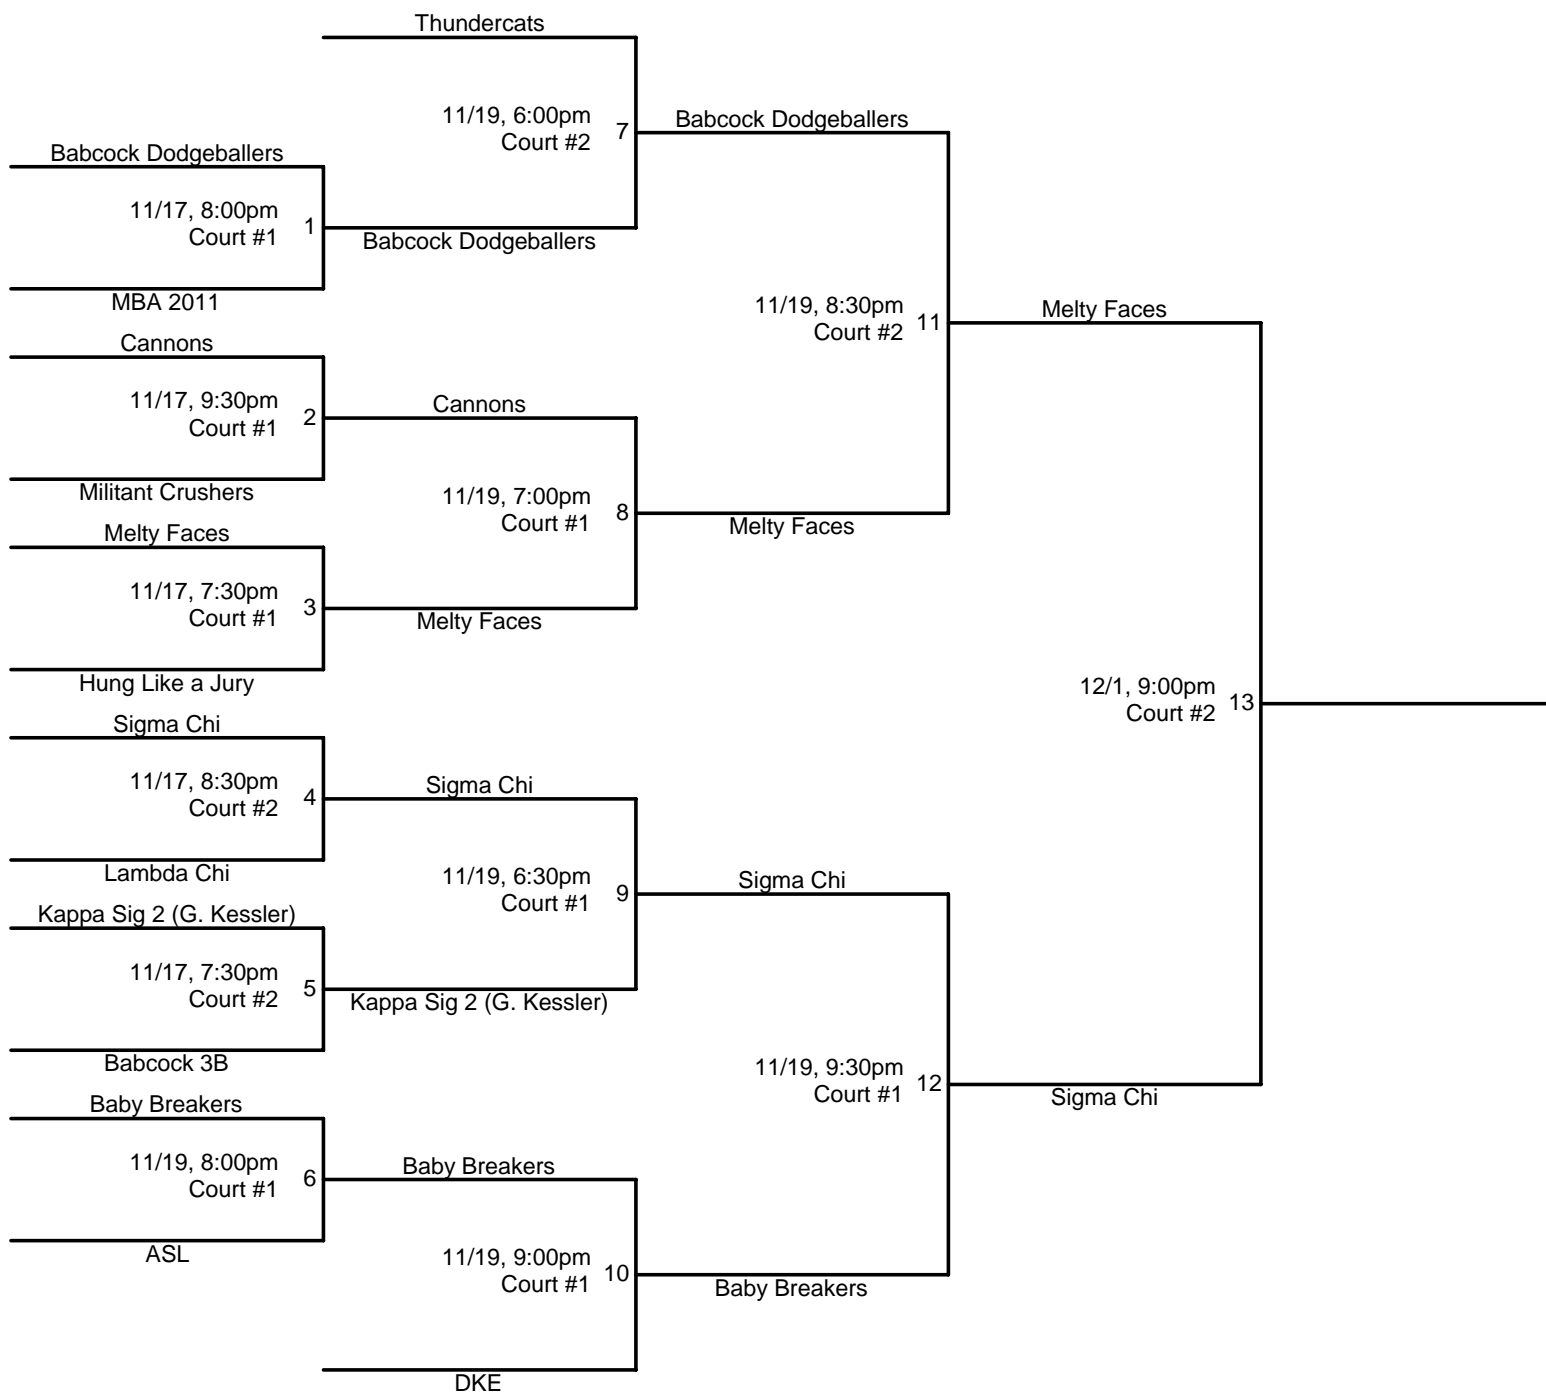 Thundercats
11/19, 6:00pm
Court #2
7
Babcock Dodgeballers
Babcock Dodgeballers
11/17, 8:00pm
Court #1
1
Babcock Dodgeballers
MBA 2011
11/19, 8:30pm
Court #2
11
Melty Faces
Cannons
11/17, 9:30pm
Court #1
2
Cannons
Militant Crushers
11/19, 7:00pm
Court #1
8
Melty Faces
Melty Faces
11/17, 7:30pm
Court #1
3
Melty Faces
Hung Like a Jury
12/1, 9:00pm
Court #2
13
Sigma Chi
11/17, 8:30pm
Court #2
4
Sigma Chi
Lambda Chi
11/19, 6:30pm
Court #1
9
Sigma Chi
Kappa Sig 2 (G. Kessler)
11/17, 7:30pm
Court #2
5
Kappa Sig 2 (G. Kessler)
Babcock 3B
11/19, 9:30pm
Court #1
12
Sigma Chi
Baby Breakers
11/19, 8:00pm
Court #1
6
Baby Breakers
ASL
11/19, 9:00pm
Court #1
10
Baby Breakers
DKE